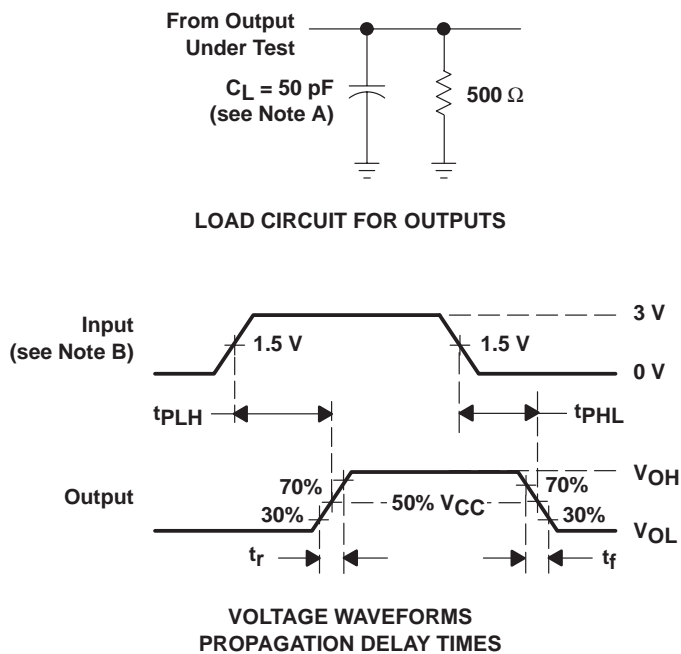 From Output
Under Test
CL = 50 pF
(see Note A)
500 Ω
LOAD CIRCUIT FOR OUTPUTS
Input
(see Note B)
1.5 V
1.5 V
3 V
0 V
tPLH
tPHL
Output
70%
30%
50% VCC
70%
30%
VOH
VOL
tr
tf
VOLTAGE WAVEFORMS
PROPAGATION DELAY TIMES